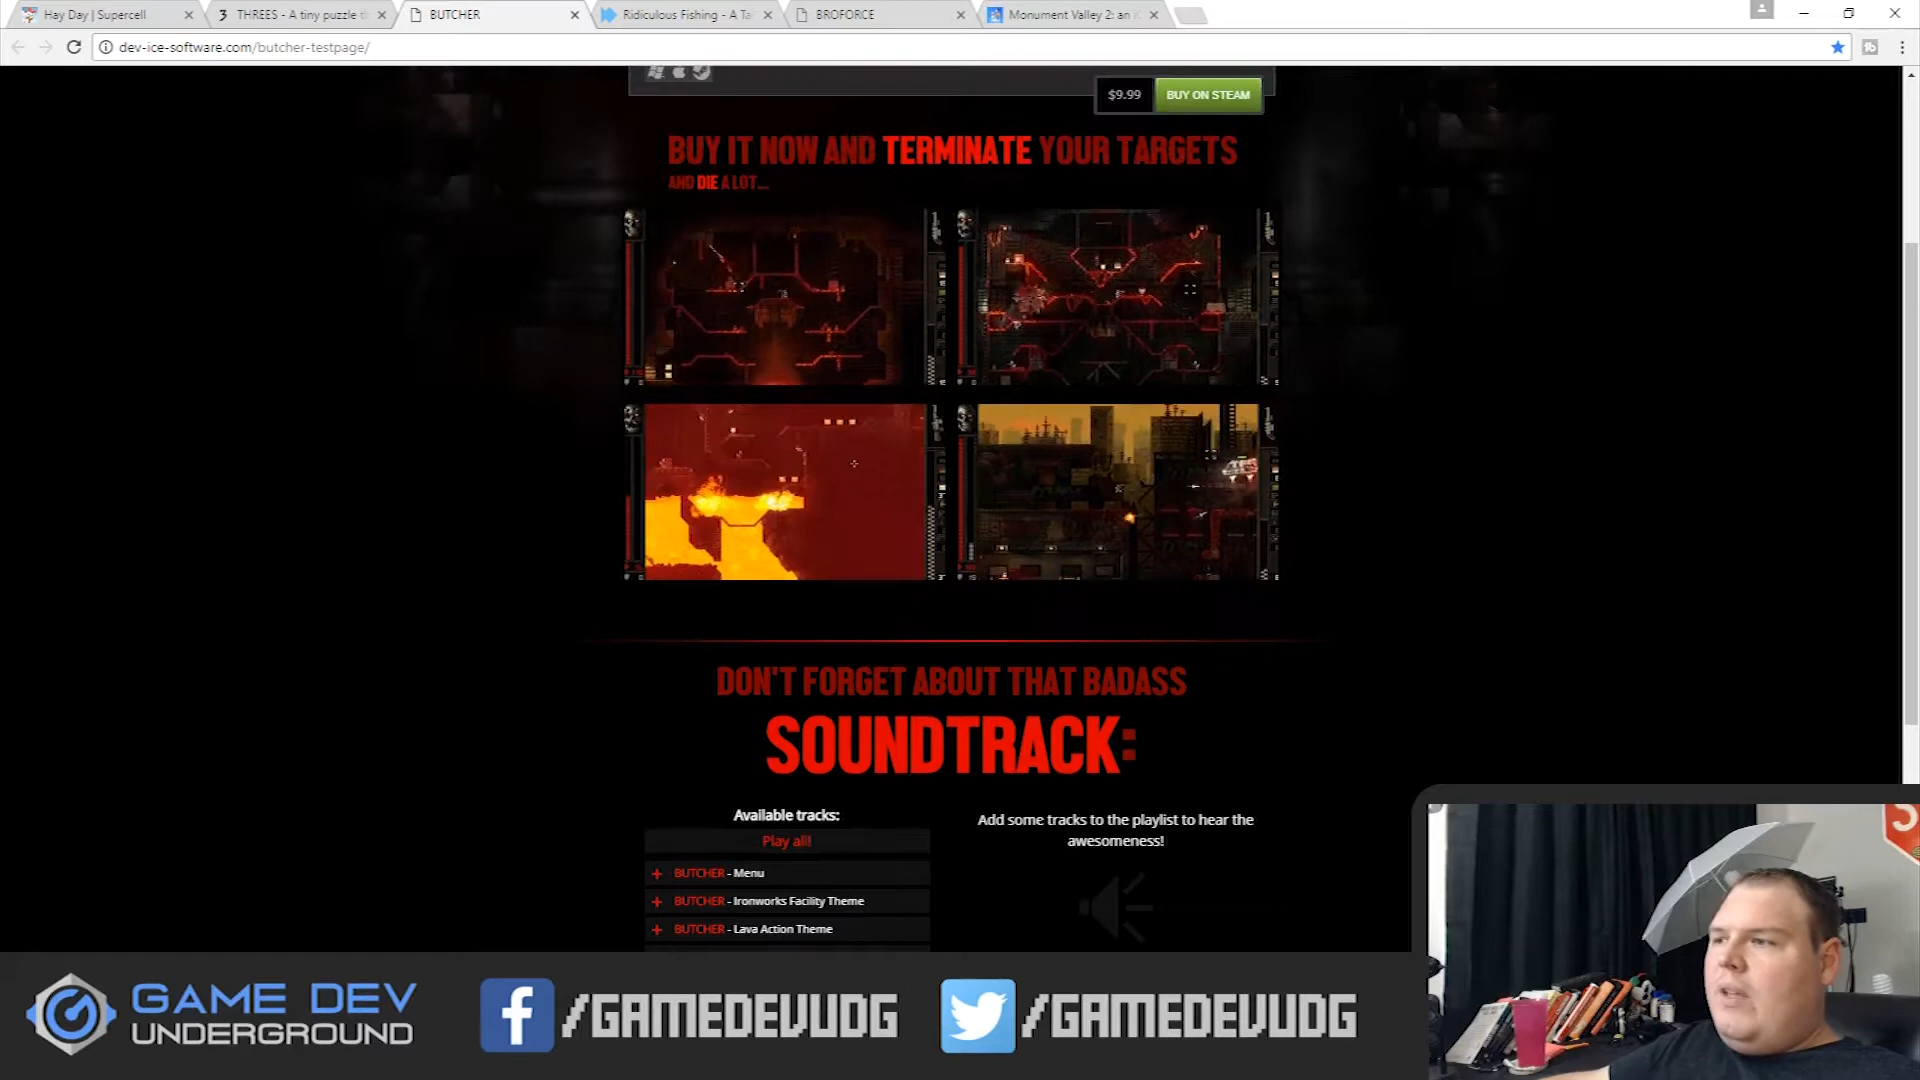 Hay Day | Supercell
THREES - A tiny puzzle th
BUTCHER
Ridiculous Fishing - A Ta
BROFORCE
Monument Valley 2: an i
dev-ice-software.com/butcher-testpage/
$9.99
BUY ON STEAM
BUY IT NOW AND TERMINATE YOUR TARGETS
AND DIE A LOT...
DON'T FORGET ABOUT THAT BADASS
SOUNDTRACK:
Available tracks:
Play all!
+ BUTCHER - Menu
+ BUTCHER - Ironworks Facility Theme
+ BUTCHER - Lava Action Theme
Add some tracks to the playlist to hear the
awesomeness!
GAME DEV
UNDERGROUND
/GAMEDEVUDG
/GAMEDEVUDG